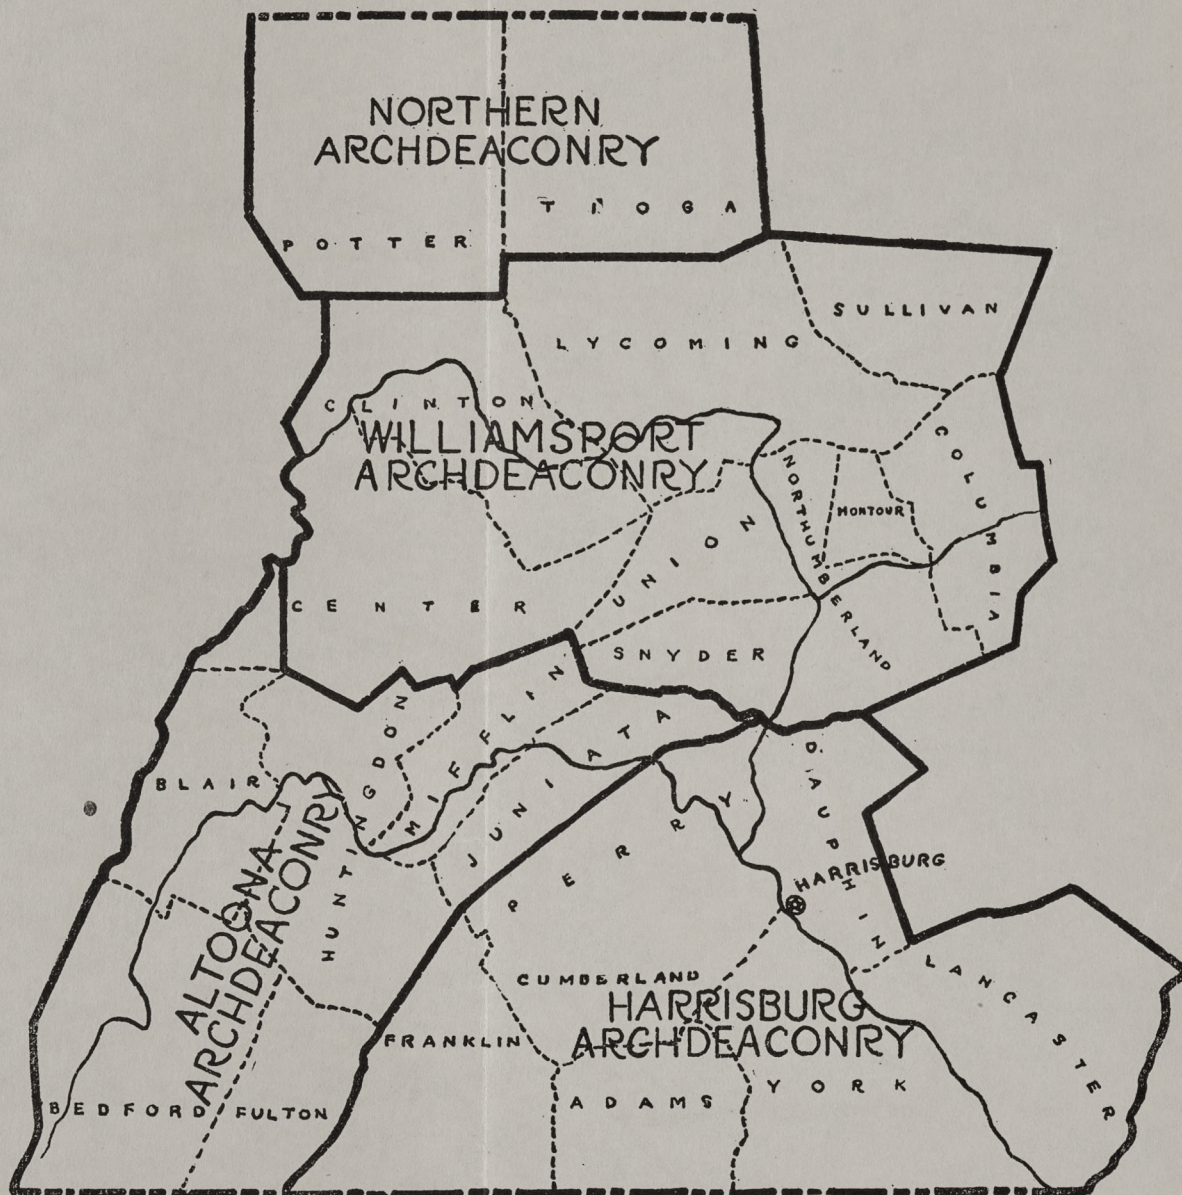 NORTHERN
ARCHDEACONRY
TIOGA
POTTER
SULLIVAN
LYCOMING
CLINTON
WILLIAMSPORT
ARCHDEACONRY
COLUMBIA
NORTHUMBERLAND
MONTOUR
UNION
CENTER
SNYDER
MIFFLIN
JUNIATA
HUNTINGDON
BLAIR
DAUPHIN
PERRY
HARRISBURG
ALTOONA
ARCHDEACONRY
LANCASTER
CUMBERLAND
HARRISBURG
ARCHDEACONRY
FRANKLIN
YORK
ADAMS
BEDFORD
FULTON